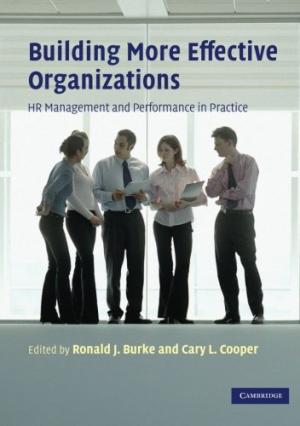 Building More Effective
Organizations
HR Management and Performance in Practice
Edited by Ronald J. Burke and Cary L. Cooper
CAMBRIDGE